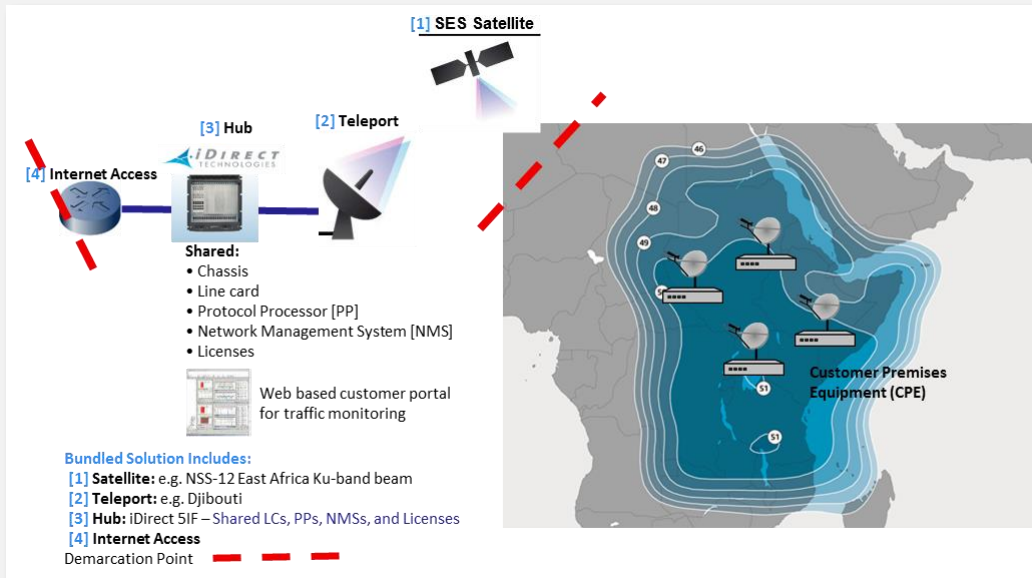 [1] SES Satellite
[2] Teleport
[3] Hub
iDIRECT
TECHNOLOGIES
[4] Internet Access
Shared:
• Chassis
• Line card
• Protocol Processor [PP]
• Network Management System [NMS]
• Licenses
Web based customer portal
for traffic monitoring
Bundled Solution Includes:
[1] Satellite: e.g. NSS-12 East Africa Ku-band beam
[2] Teleport: e.g. Djibouti
[3] Hub: iDirect 5IF – Shared LCs, PPs, NMSs, and Licenses
[4] Internet Access
Demarcation Point
46
47
48
49
51
51
Customer Premises
Equipment (CPE)